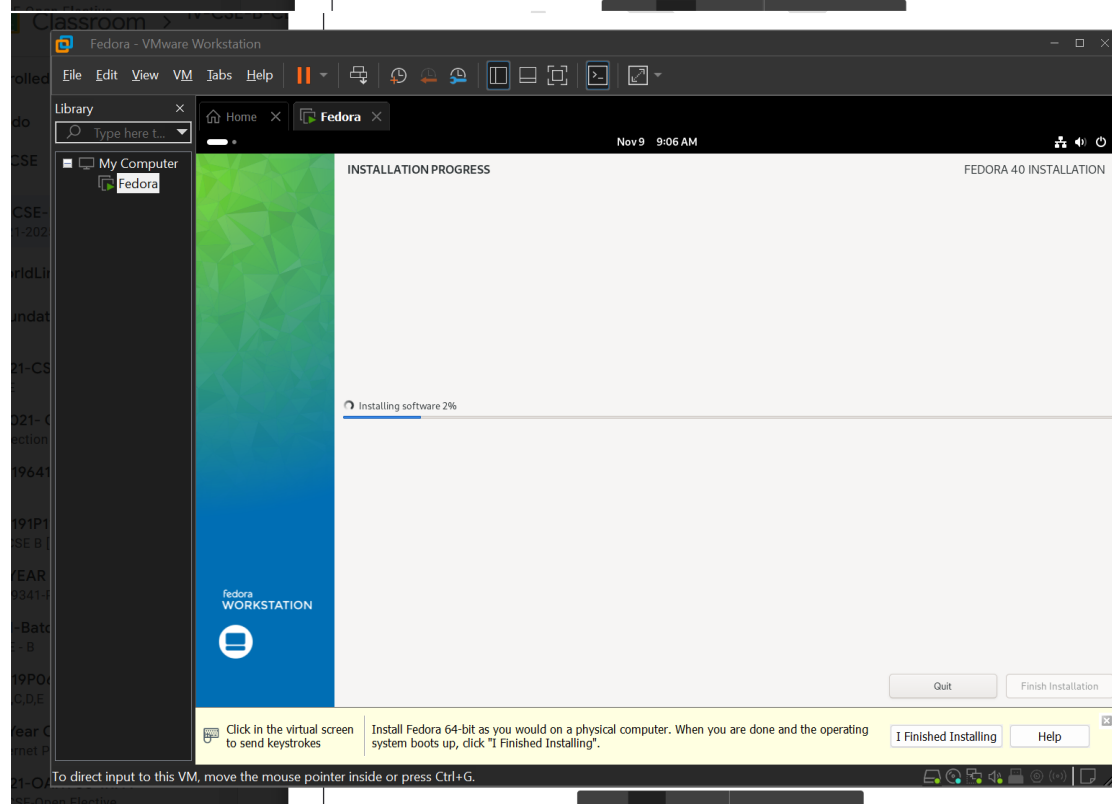 Classroom >
Fedora - VMware Workstation
File Edit View VM Tabs Help
Library
Type here t...
Home
Fedora
My Computer
Fedora
Nov 9 9:06 AM
INSTALLATION PROGRESS
FEDORA 40 INSTALLATION
Installing software 2%
fedora
WORKSTATION
Quit
Finish Installation
Click in the virtual screen
to send keystrokes
Install Fedora 64-bit as you would on a physical computer. When you are done and the operating
system boots up, click "I Finished Installing".
I Finished Installing
Help
To direct input to this VM, move the mouse pointer inside or press Ctrl+G.